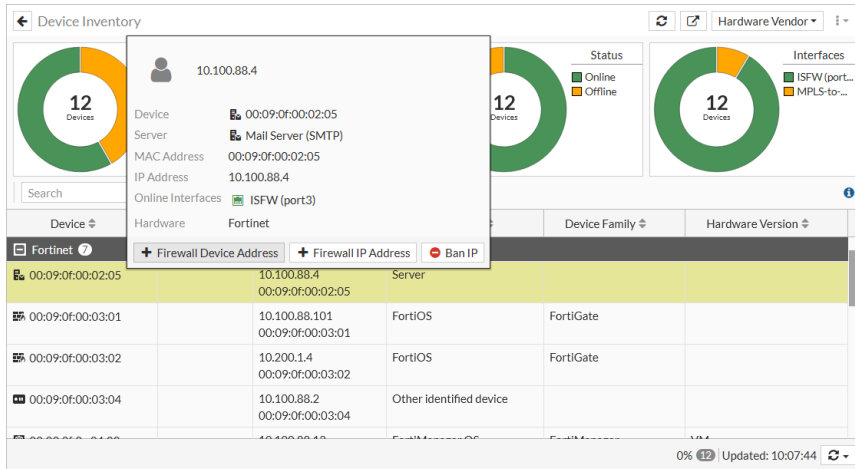 Device Inventory
Hardware Vendor
12
Devices
Status
Online
Offline
12
Devices
Interfaces
ISFW (port...
MPLS-to-...
12
Devices
10.100.88.4
Device 00:09:0f:00:02:05
Server Mail Server (SMTP)
MAC Address 00:09:0f:00:02:05
IP Address 10.100.88.4
Online Interfaces ISFW (port3)
Hardware Fortinet
Firewall Device Address Firewall IP Address Ban IP
Search
Device Device Family Hardware Version
Fortinet 7
00:09:0f:00:02:05 10.100.88.4 Server
00:09:0f:00:02:05
00:09:0f:00:03:01 10.100.88.101 FortiOS FortiGate
00:09:0f:00:03:01
00:09:0f:00:03:02 10.200.1.4 FortiOS FortiGate
00:09:0f:00:03:02
00:09:0f:00:03:04 10.100.88.2 Other identified device
00:09:0f:00:03:04
0% 12 Updated: 10:07:44